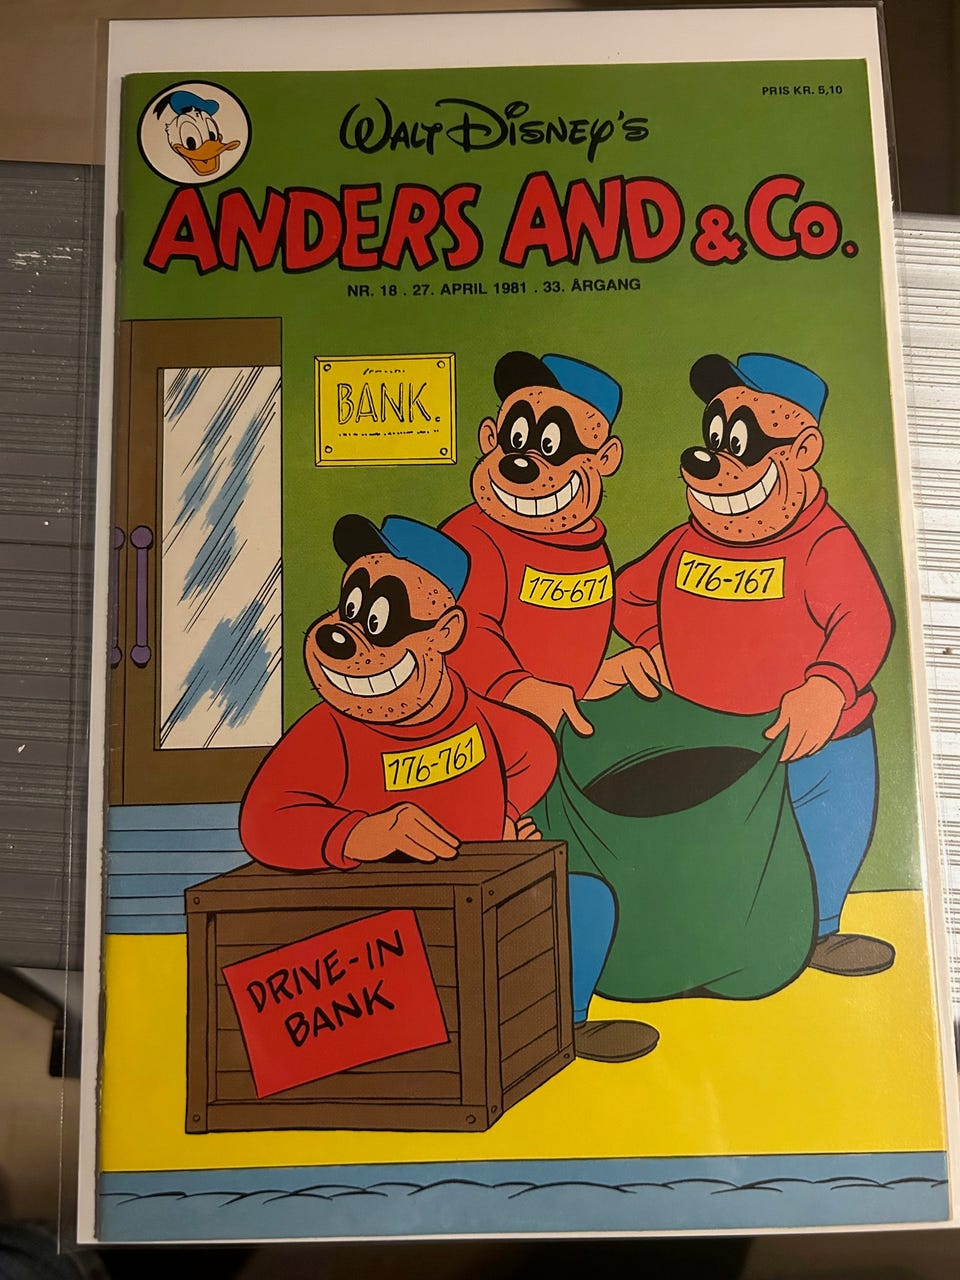 PRIS KR. 5,10
WALT DISNEY'S
ANDERS AND & CO.
NR. 18 . 27. APRIL 1981 . 33. ÅRGANG
BANK.
176-671
176-167
176-761
DRIVE-IN
BANK